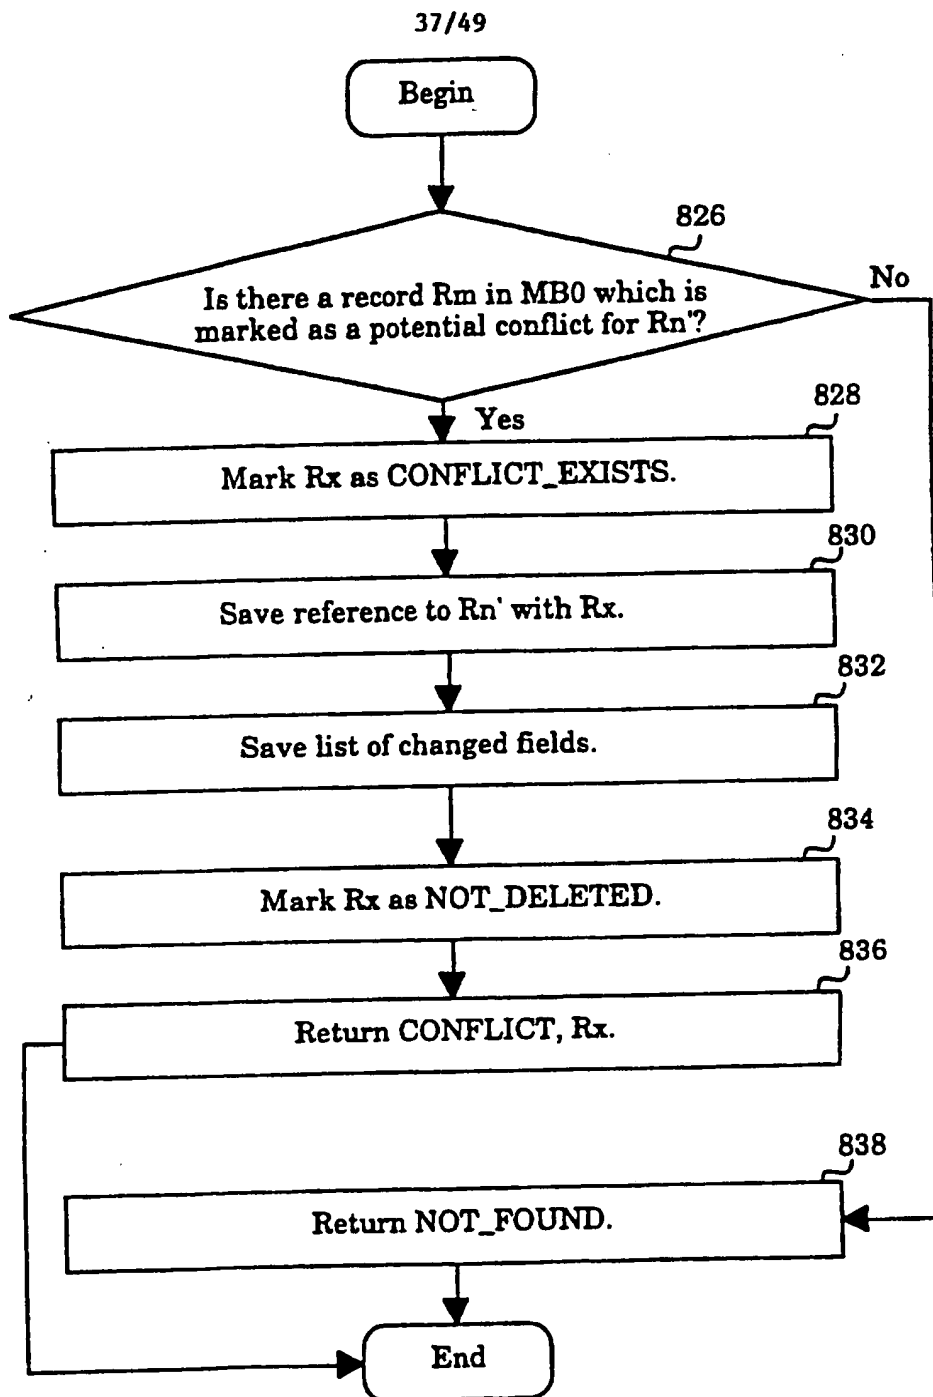 37/49
Begin
826
No
Is there a record Rm in MB0 which is
marked as a potential conflict for Rn'?
Yes
828
Mark Rx as CONFLICT_EXISTS.
830
Save reference to Rn' with Rx.
832
Save list of changed fields.
834
Mark Rx as NOT_DELETED.
836
Return CONFLICT, Rx.
838
Return NOT_FOUND.
End